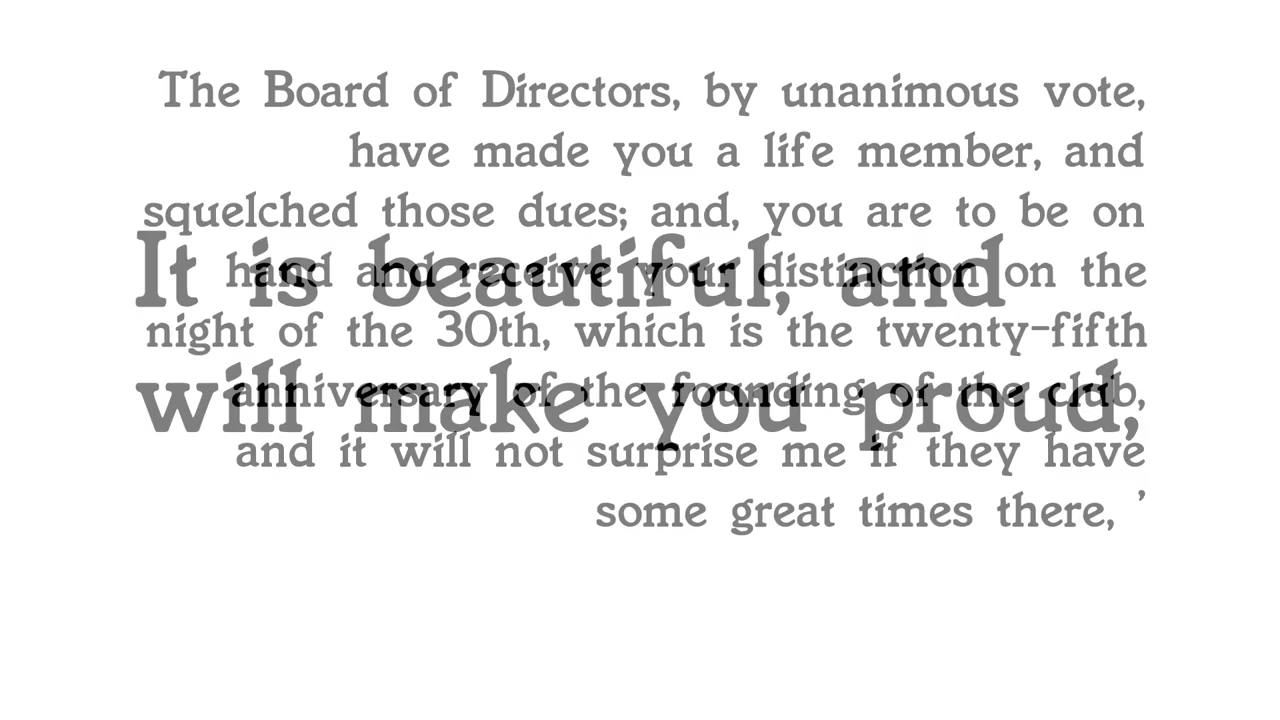 The Board of Directors, by unanimous vote,
have made you a life member, and
squelched those dues; and, you are to be on
hand and receive your distinction on the
night of the 30th, which is the twenty-fifth
anniversary of the founding of the club,
and it will not surprise me if they have
some great times there, ’
It is beautiful, and
will make you proud,